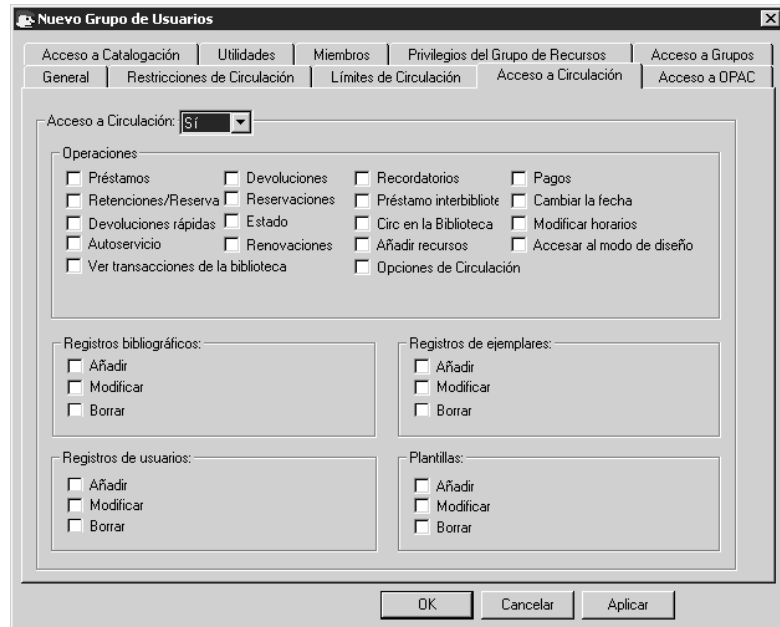 Nuevo Grupo de Usuarios
Acceso a Catalogación Utilidades Miembros Privilegios del Grupo de Recursos Acceso a Grupos
General Restricciones de Circulación Límites de Circulación Acceso a Circulación Acceso a OPAC
Acceso a Circulación: Sí
Operaciones
Préstamos Devoluciones Recordatorios Pagos
Retenciones/Reserva Reservaciones Préstamo interbibliote Cambiar la fecha
Devoluciones rápidas Estado Circ en la Biblioteca Modificar horarios
Autoservicio Renovaciones Añadir recursos Accesar al modo de diseño
Ver transacciones de la biblioteca Opciones de Circulación
Registros bibliográficos: Registros de ejemplares:
Añadir Añadir
Modificar Modificar
Borrar Borrar
Registros de usuarios: Plantillas:
Añadir Añadir
Modificar Modificar
Borrar Borrar
OK Cancelar Aplicar